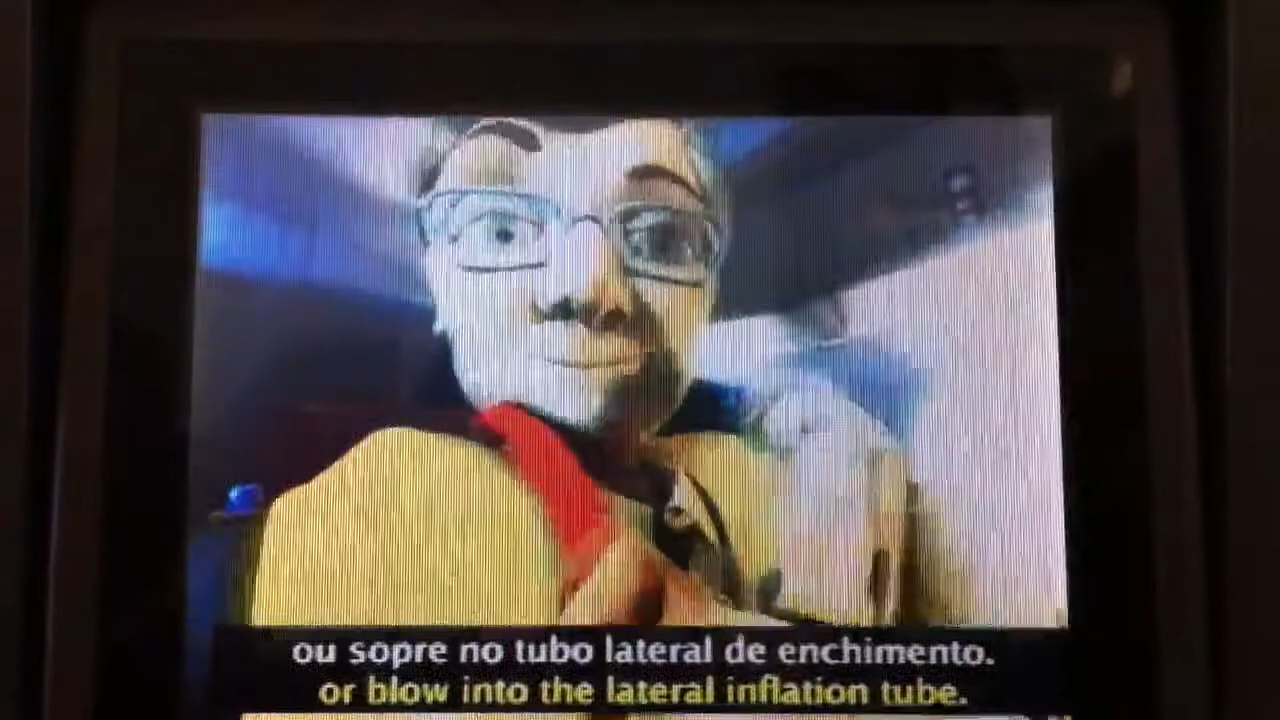 ou sopre no tubo lateral de enchimento.
or blow into the lateral inflation tube.